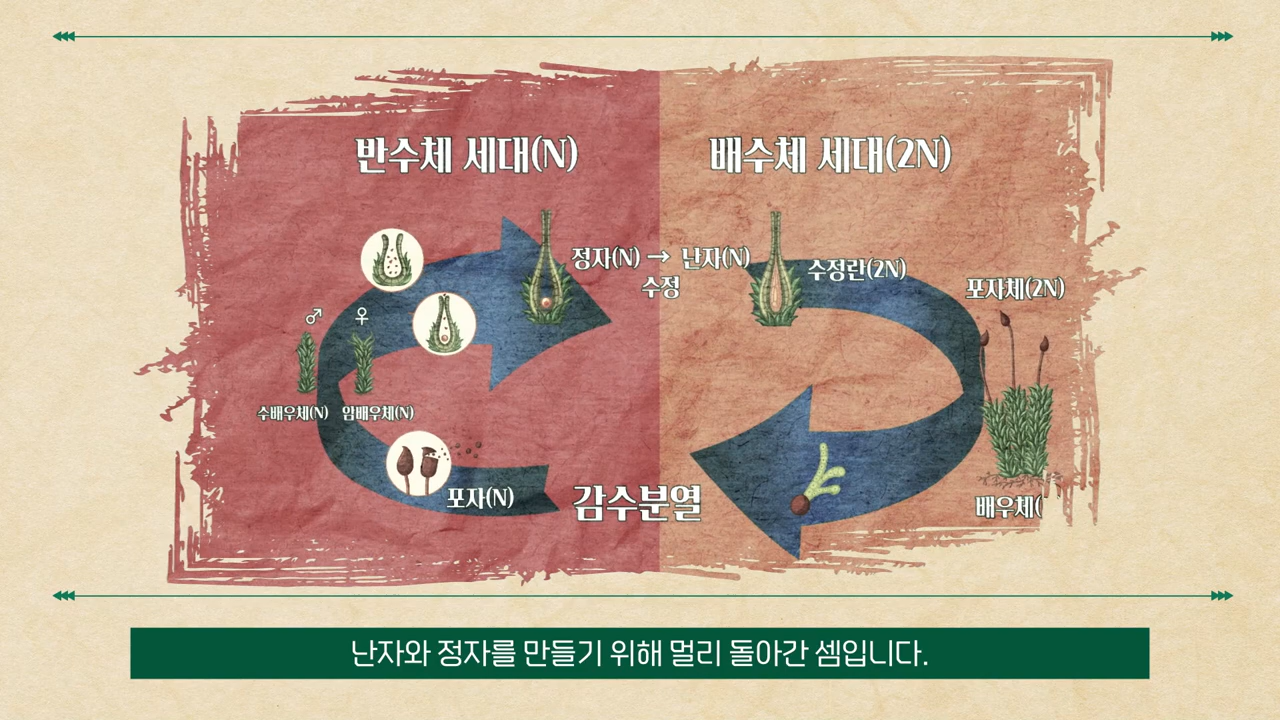 반수체 세대(N)
배수체 세대(2N)
정자(N) → 난자(N)
수정
수정란(2N)
포자체(2N)
♂ ♀
수배우체(N) 암배우체(N)
포자(N)
감수분열
배우체(
난자와 정자를 만들기 위해 멀리 돌아간 셈입니다.